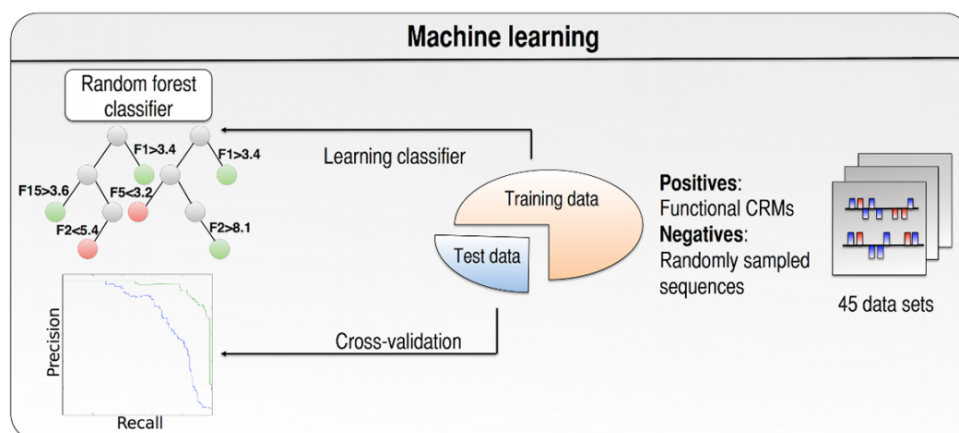 Machine learning
Random forest
classifier
F1>3.4
F1>3.4
F15>3.6
F5<3.2
F2<5.4
F2>8.1
Learning classifier
Training data
Test data
Cross-validation
Positives:
Functional CRMs
Negatives:
Randomly sampled
sequences
45 data sets
Precision
Recall